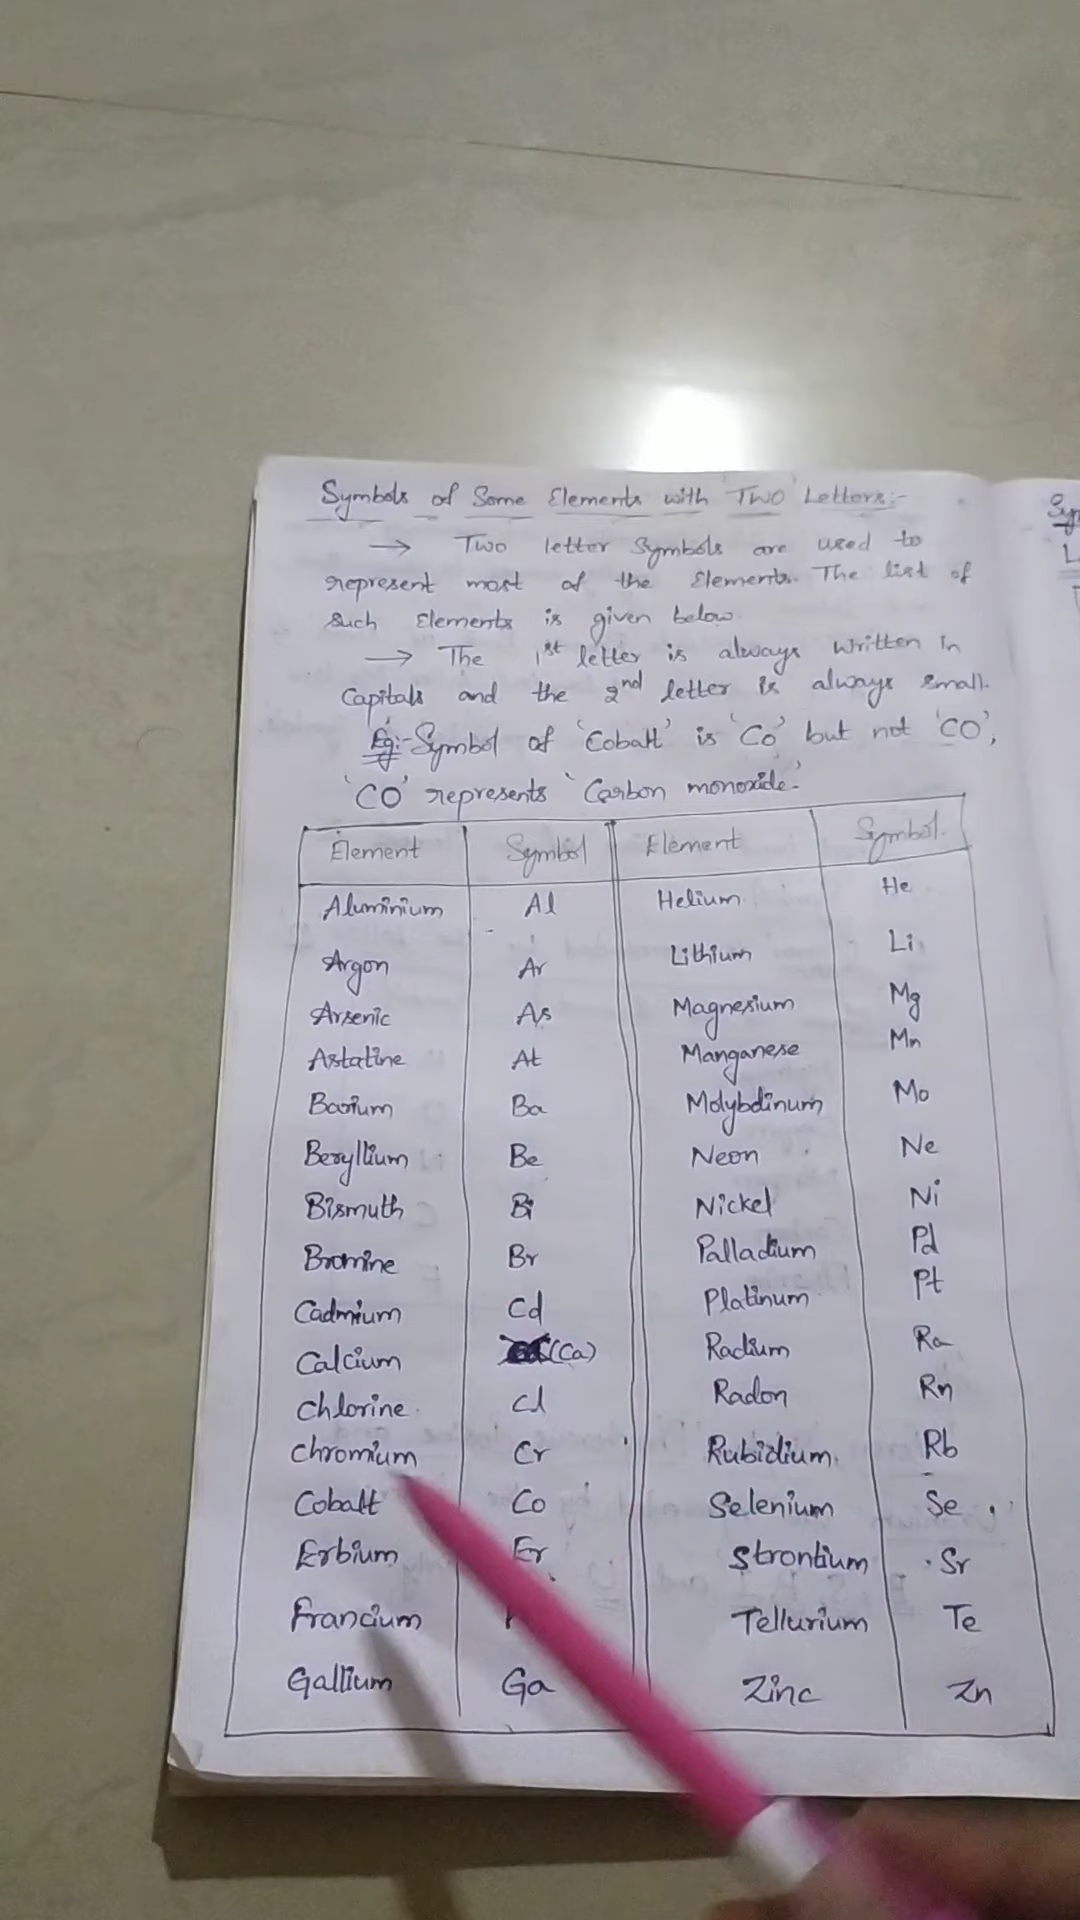 Symbols of Some Elements with 'TWO' Letters:-
→ Two letter Symbols are used to
represent most of the Elements. The list of
such Elements is given below.
→ The 1st letter is always written in
Capitals and the 2nd letter is always small.
Eg:- Symbol of 'Cobalt' is 'Co' but not 'CO',
'CO' represents 'Carbon monoxide.'
Element Symbol Element Symbol.
Aluminium Al Helium He
Argon Ar Lithium Li
Arsenic As Magnesium Mg
Astatine At Manganese Mn
Barium Ba Molybdinum Mo
Beryllium Be Neon Ne
Bismuth Bi Nickel Ni
Bromine Br Palladium Pd
Cadmium Cd Platinum Pt
Calcium (Ca) Radium Ra
Chlorine Cl Radon Rn
Chromium Cr Rubidium Rb
Cobalt Co Selenium Se
Erbium Er Strontium Sr
Francium Tellurium Te
Gallium Ga Zinc Zn